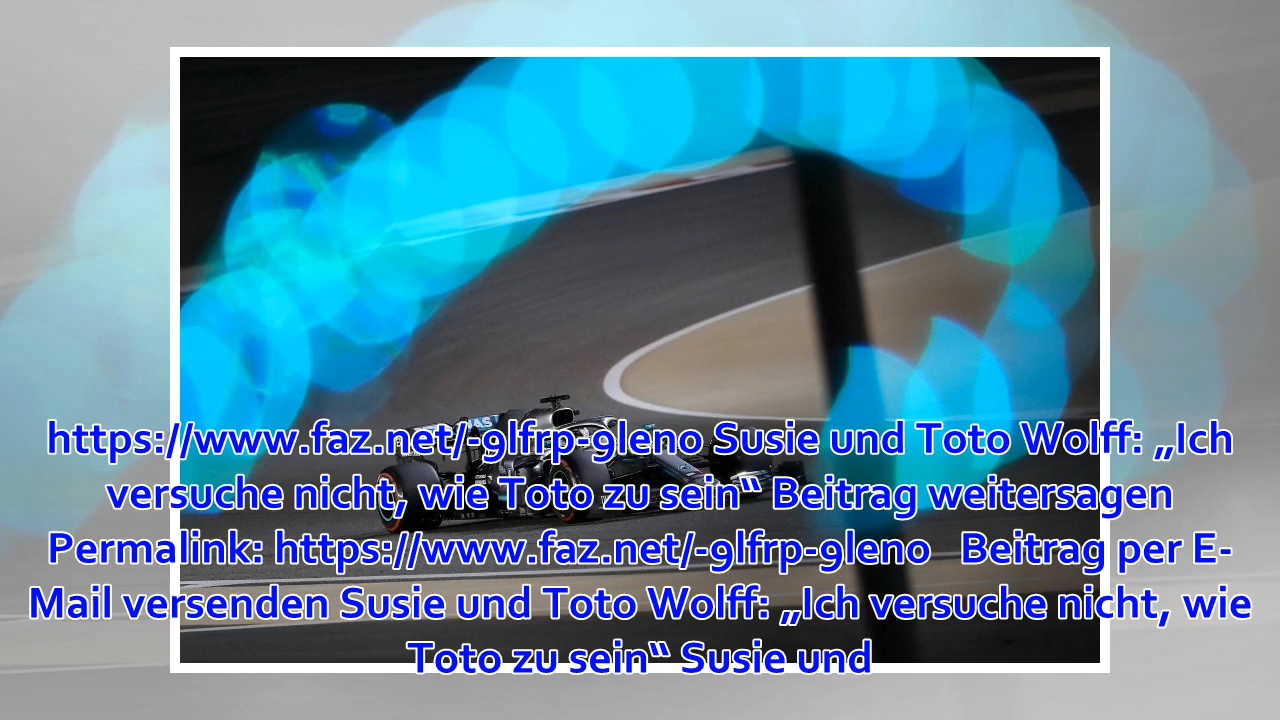 https://www.faz.net/-9lfrp-9leno Susie und Toto Wolff: „Ich
versuche nicht, wie Toto zu sein“ Beitrag weitersagen
Permalink: https://www.faz.net/-9lfrp-9leno Beitrag per E-
Mail versenden Susie und Toto Wolff: „Ich versuche nicht, wie
Toto zu sein“ Susie und